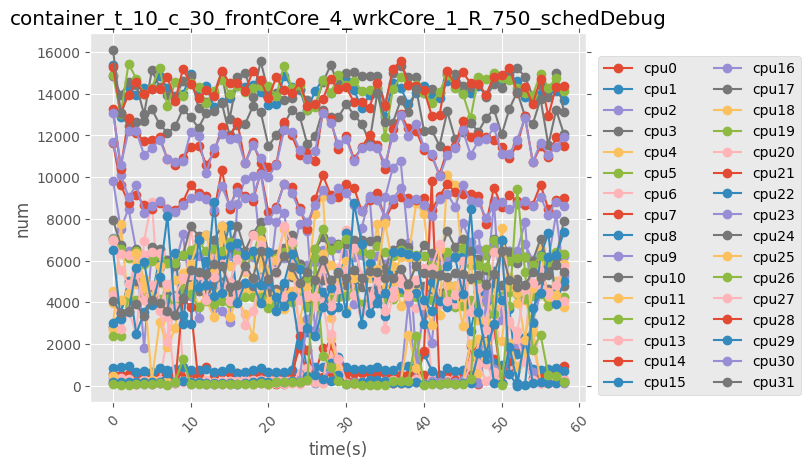 container_t_10_c_30_frontCore_4_wrkCore_1_R_750_schedDebug
num
16000
14000
12000
10000
8000
6000
4000
2000
0
0
10
20
30
40
50
60
time(s)
cpu0
cpu1
cpu2
cpu3
cpu4
cpu5
cpu6
cpu7
cpu8
cpu9
cpu10
cpu11
cpu12
cpu13
cpu14
cpu15
cpu16
cpu17
cpu18
cpu19
cpu20
cpu21
cpu22
cpu23
cpu24
cpu25
cpu26
cpu27
cpu28
cpu29
cpu30
cpu31